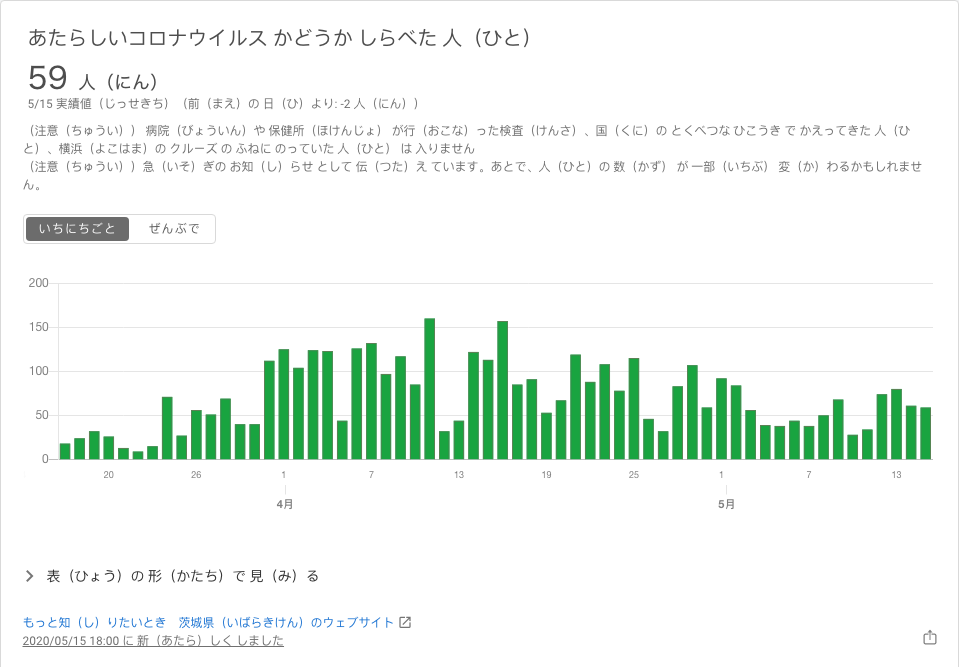 あたらしいコロナウイルス かどうか しらべた 人（ひと）
59 人（にん）
5/15 実績値（じっせきち）（前（まえ）の 日（ひ）より: -2 人（にん））
（注意（ちゅうい）） 病院（びょういん）や 保健所（ほけんじょ） が行（おこな）った検査（けんさ）、国（くに）の とくべつな ひこうき で かえってきた 人（ひ
と）、横浜（よこはま）の クルーズ の ふねに のっていた 人（ひと） は 入りません
（注意（ちゅうい））急（いそ）ぎの お知（し）らせ として 伝（つた）え ています。あとで、人（ひと）の 数（かず） が 一部（いちぶ） 変（か）わるかもしれませ
ん。
いちにちごと ぜんぶで
200
150
100
50
0
20 26 1 7 13 19 25 1 7 13
4月 5月
表（ひょう）の 形（かたち）で 見（み）る
もっと知（し）りたいとき　茨城県（いばらきけん）のウェブサイト
2020/05/15 18:00 に 新（あたら）しく しました